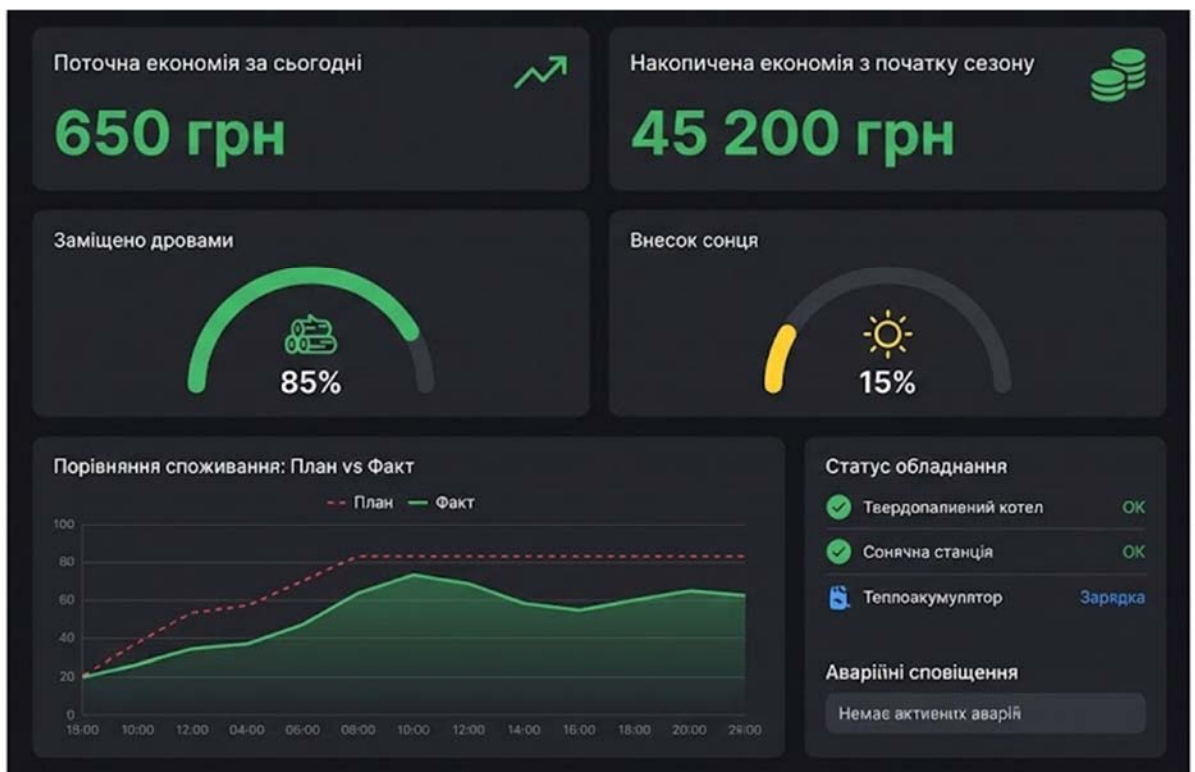 Поточна економія за сьогодні
650 грн
Накопичена економія з початку сезону
45 200 грн
Заміщено дровами
85%
Внесок сонця
15%
Порівняння споживання: План vs Факт
План Факт
100
80
60
40
20
0
18:00 10:00 12:00 04-00 06:00 08:00 10:00 12:00 14-00 16:00 18:00 20:00 29:00
Статус обладнання
Твердопаливний котел OK
Сонячна станція OK
Теплоакумулятор Зарядка
Аварійні сповіщення
Немає активних аварій